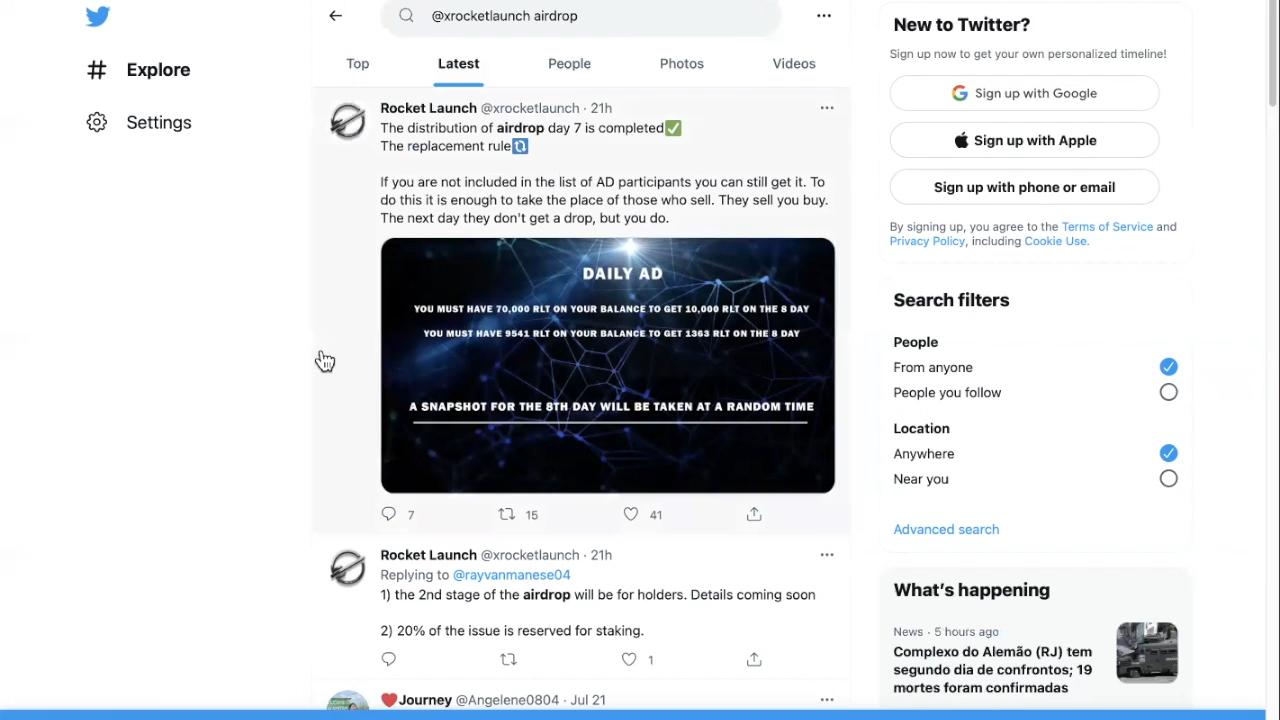 @xrocketlaunch airdrop
Explore
Settings
Top
Latest
People
Photos
Videos
Rocket Launch @xrocketlaunch · 21h
The distribution of airdrop day 7 is completed✅
The replacement rule🔃
If you are not included in the list of AD participants you can still get it. To
do this it is enough to take the place of those who sell. They sell you buy.
The next day they don't get a drop, but you do.
DAILY AD
YOU MUST HAVE 70,000 RLT ON YOUR BALANCE TO GET 10,000 RLT ON THE 8 DAY
YOU MUST HAVE 9541 RLT ON YOUR BALANCE TO GET 1363 RLT ON THE 8 DAY
A SNAPSHOT FOR THE 8TH DAY WILL BE TAKEN AT A RANDOM TIME
7 15 41
Rocket Launch @xrocketlaunch · 21h
Replying to @rayvanmanese04
1) the 2nd stage of the airdrop will be for holders. Details coming soon
2) 20% of the issue is reserved for staking.
1
❤️Journey @Angelene0804 · Jul 21
New to Twitter?
Sign up now to get your own personalized timeline!
Sign up with Google
Sign up with Apple
Sign up with phone or email
By signing up, you agree to the Terms of Service and
Privacy Policy, including Cookie Use.
Search filters
People
From anyone
People you follow
Location
Anywhere
Near you
Advanced search
What's happening
News · 5 hours ago
Complexo do Alemão (RJ) tem
segundo dia de confrontos; 19
mortes foram confirmadas